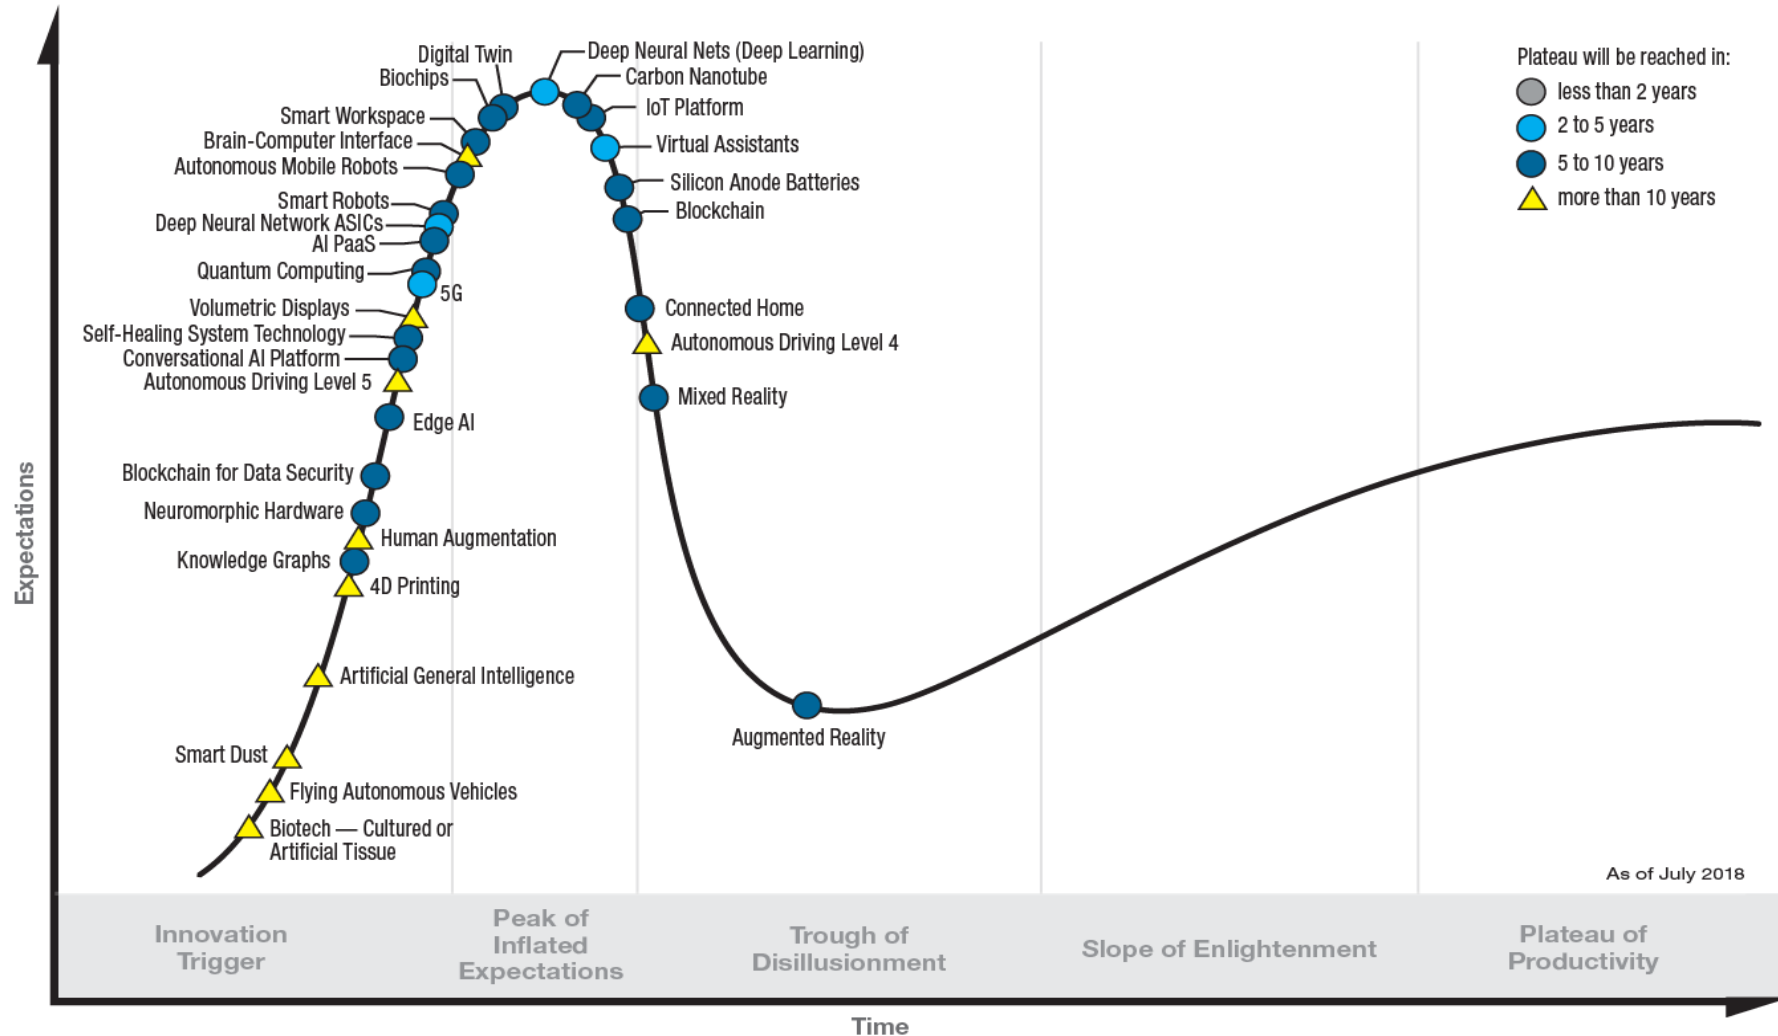 Digital Twin
Deep Neural Nets (Deep Learning)
Biochips
Carbon Nanotube
Smart Workspace
IoT Platform
Brain-Computer Interface
Virtual Assistants
Autonomous Mobile Robots
Silicon Anode Batteries
Smart Robots
Blockchain
Deep Neural Network ASICs
AI PaaS
Quantum Computing
5G
Volumetric Displays
Connected Home
Self-Healing System Technology
Autonomous Driving Level 4
Conversational AI Platform
Autonomous Driving Level 5
Mixed Reality
Edge AI
Blockchain for Data Security
Neuromorphic Hardware
Human Augmentation
Knowledge Graphs
4D Printing
Artificial General Intelligence
Augmented Reality
Smart Dust
Flying Autonomous Vehicles
Biotech — Cultured or
Artificial Tissue
Plateau will be reached in:
less than 2 years
2 to 5 years
5 to 10 years
more than 10 years
As of July 2018
Expectations
Innovation
Trigger
Peak of
Inflated
Expectations
Trough of
Disillusionment
Slope of Enlightenment
Plateau of
Productivity
Time